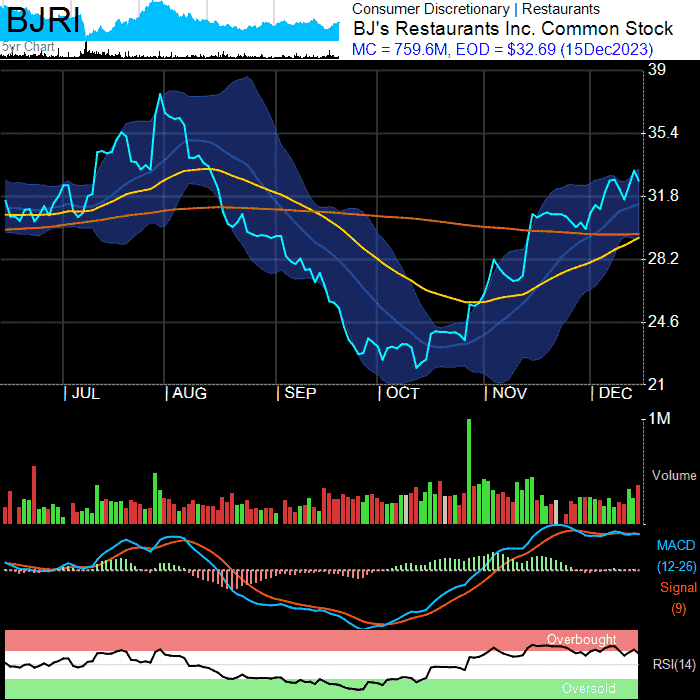 BJRI
5yr Chart
Consumer Discretionary | Restaurants
BJ's Restaurants Inc. Common Stock
MC = 759.6M, EOD = $32.69 (15Dec2023)
39
35.4
31.8
28.2
24.6
21
| JUL | AUG | SEP | OCT | NOV | DEC
1M
Volume
MACD
(12-26)
Signal
(9)
Overbought
RSI(14)
Oversold